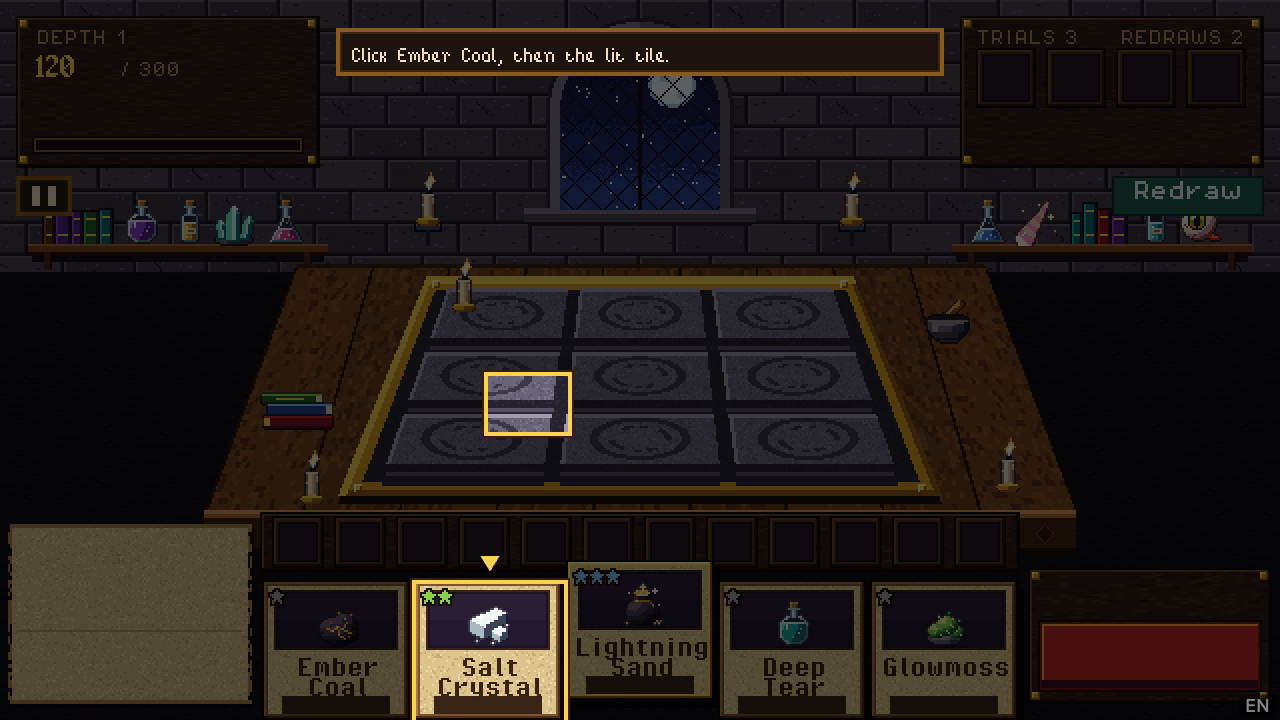 DEPTH 1
120 / 300
Click Ember Coal, then the lit tile.
TRIALS 3
REDRAWS 2
Redraw
Ember
Coal
Salt
Crystal
Lightning
Sand
Deep
Tear
Glowmoss
EN